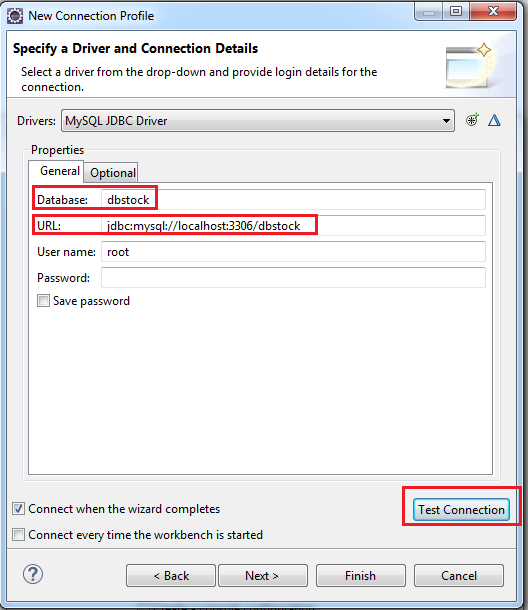 New Connection Profile
Specify a Driver and Connection Details
Select a driver from the drop-down and provide login details for the
connection.
Drivers: MySQL JDBC Driver
Properties
General Optional
Database: dbstock
URL: jdbc:mysql://localhost:3306/dbstock
User name: root
Password:
Save password
Connect when the wizard completes
Test Connection
Connect every time the workbench is started
? < Back Next > Finish Cancel